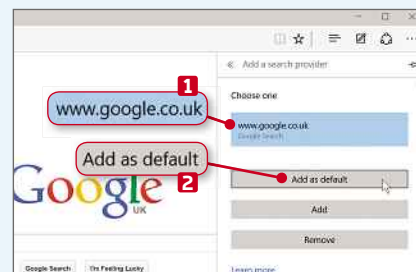 Add a search provider
Choose one
1
www.google.co.uk
www.google.co.uk
Google Search
Add as default
2
Add as default
Google
UK
Add
Remove
Google Search
I'm Feeling Lucky
Learn more